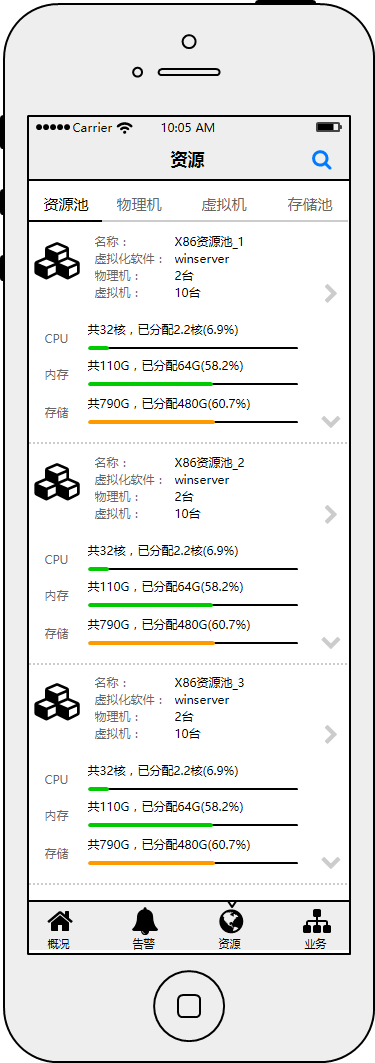 Carrier 10:05 AM
资源
资源池 物理机 虚拟机 存储池
名称： X86资源池_1
虚拟化软件： winserver
物理机： 2台
虚拟机： 10台
CPU 共32核，已分配2.2核(6.9%)
内存 共110G，已分配64G(58.2%)
存储 共790G，已分配480G(60.7%)
名称： X86资源池_2
虚拟化软件： winserver
物理机： 2台
虚拟机： 10台
CPU 共32核，已分配2.2核(6.9%)
内存 共110G，已分配64G(58.2%)
存储 共790G，已分配480G(60.7%)
名称： X86资源池_3
虚拟化软件： winserver
物理机： 2台
虚拟机： 10台
CPU 共32核，已分配2.2核(6.9%)
内存 共110G，已分配64G(58.2%)
存储 共790G，已分配480G(60.7%)
概况 告警 资源 业务